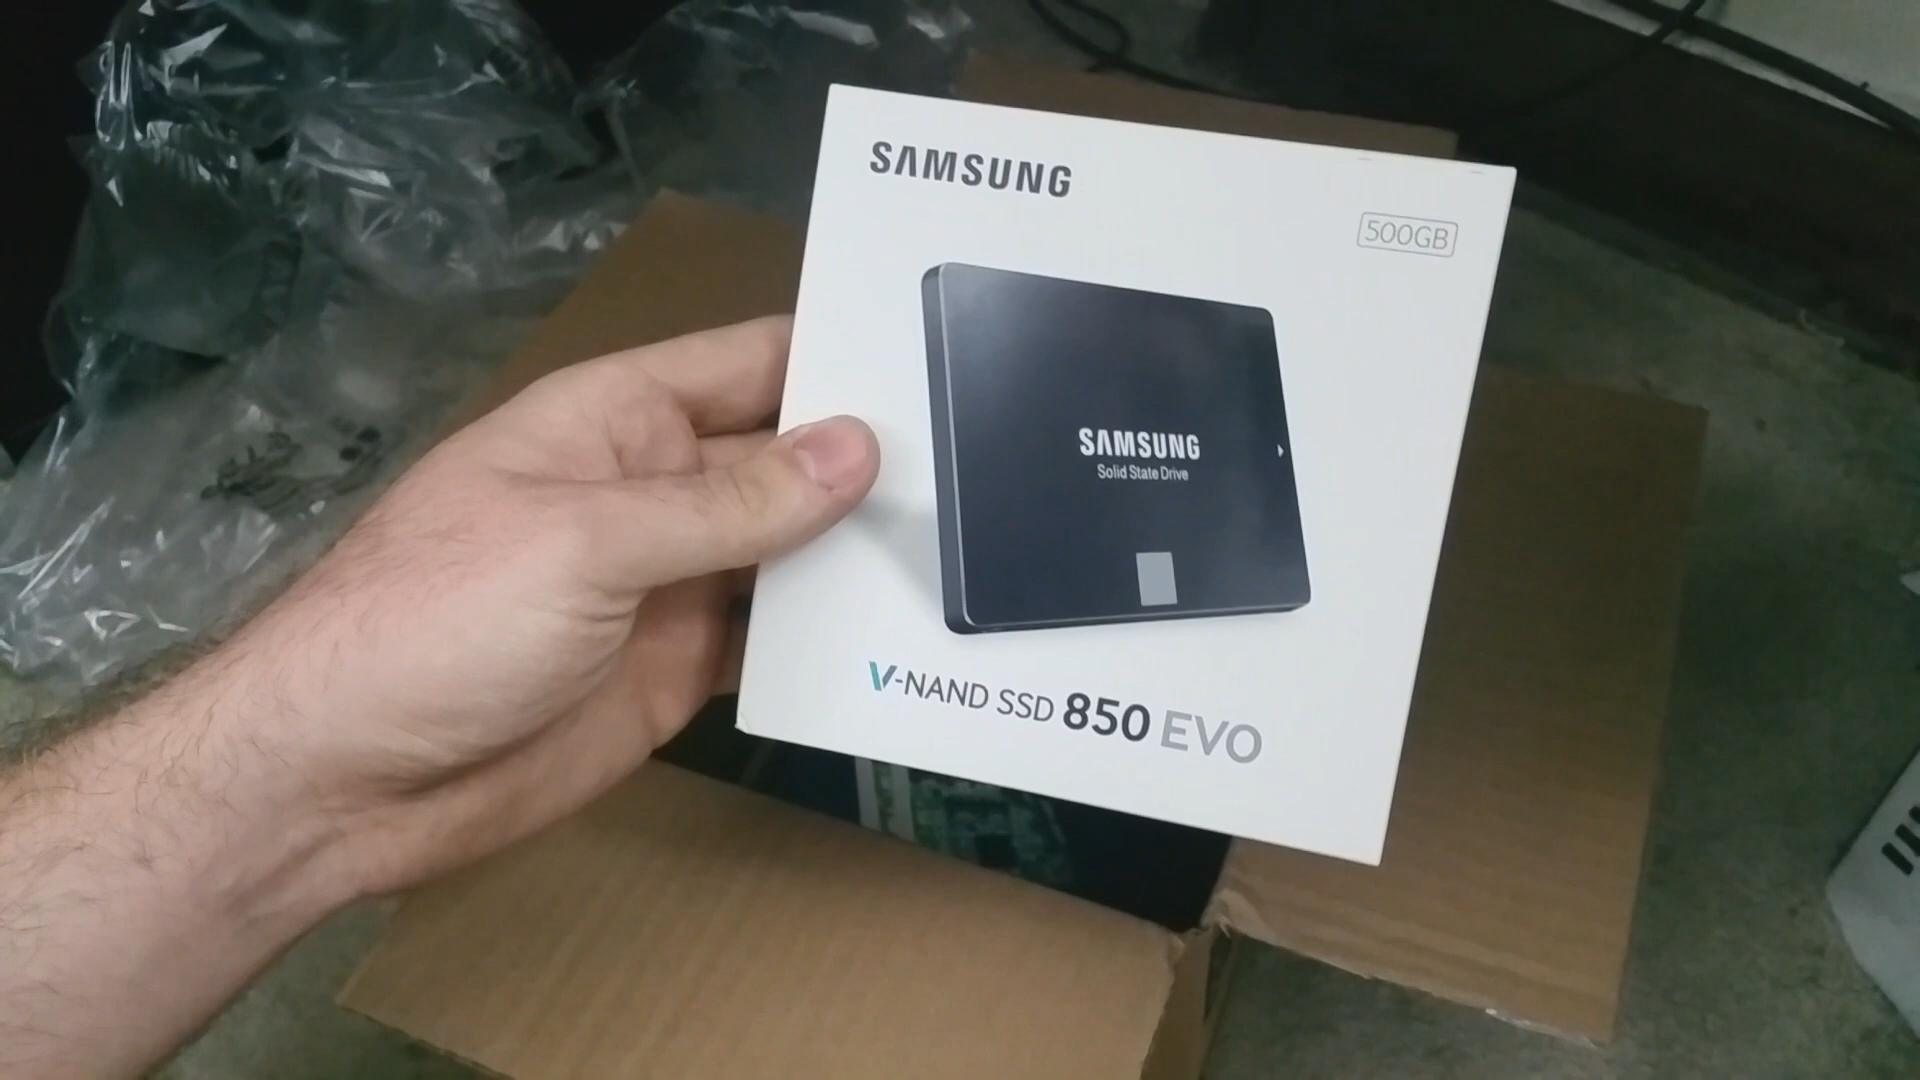 SAMSUNG
500GB
SAMSUNG
Solid State Drive
V-NAND SSD 850 EVO